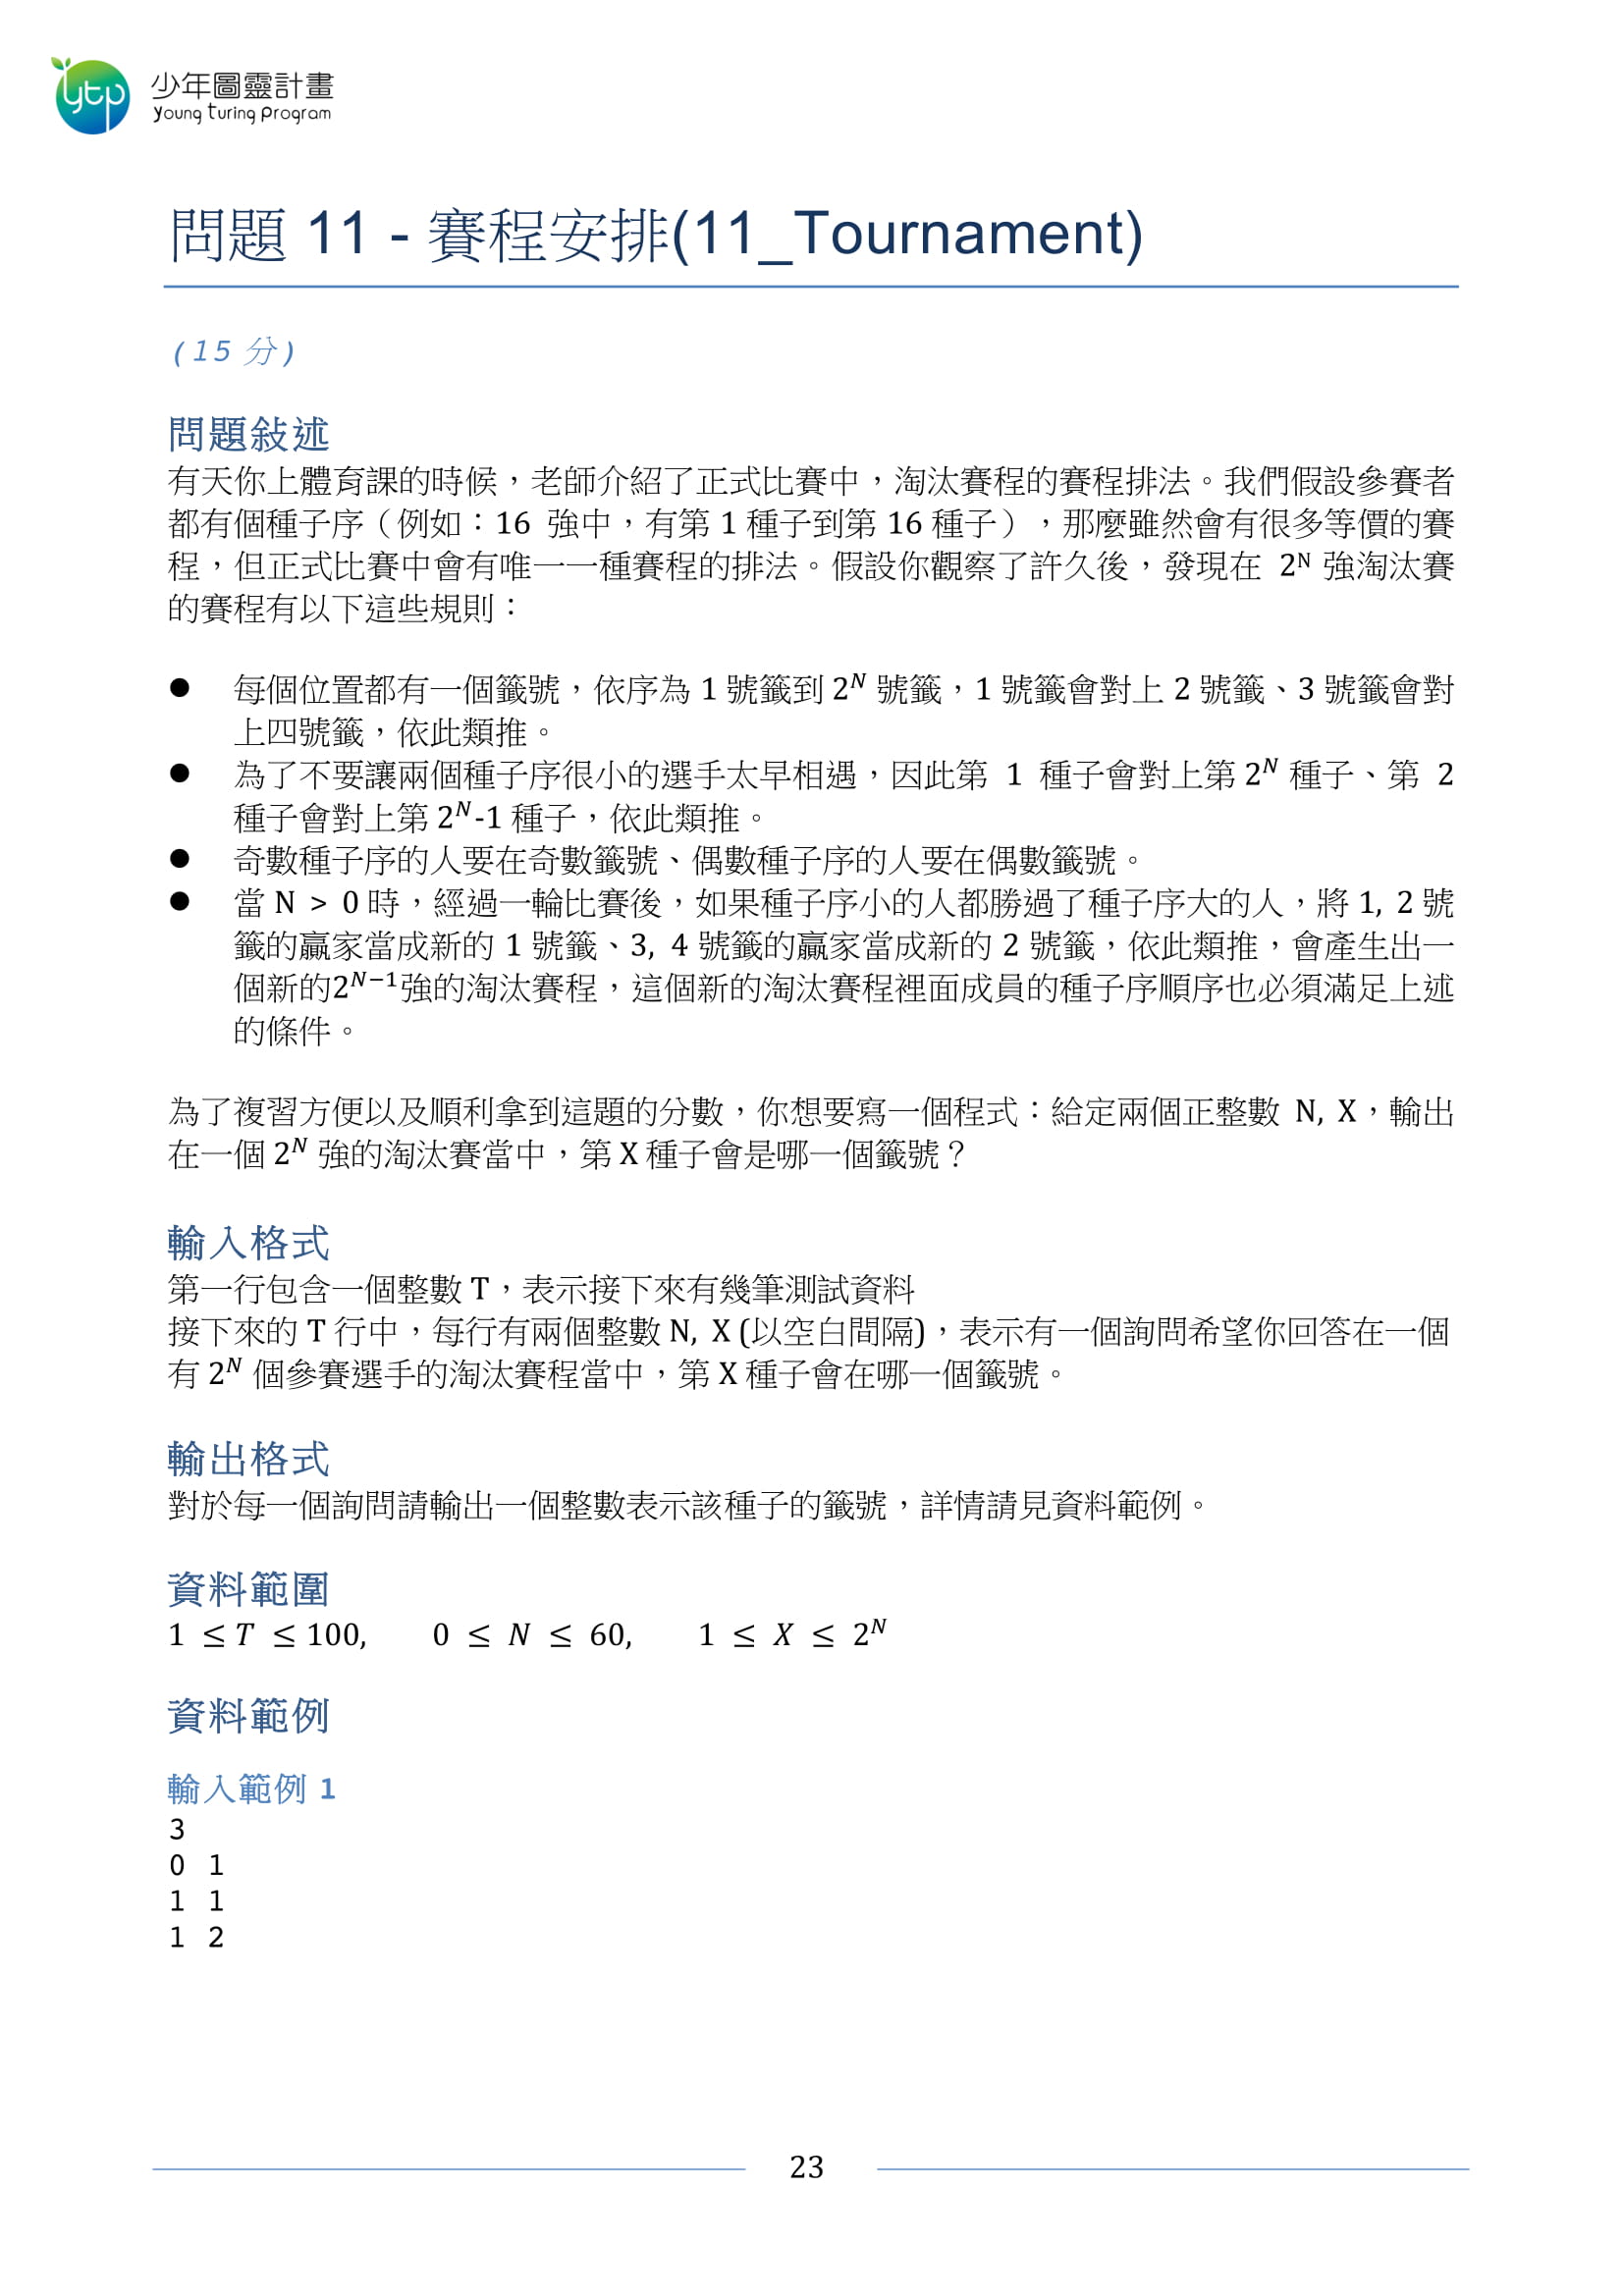 少年圖靈計畫
Young Turing Program
問題 11 - 賽程安排(11_Tournament)
(15 分)
問題敍述
有天你上體育課的時候，老師介紹了正式比賽中，淘汰賽程的賽程排法。我們假設參賽者
都有個種子序（例如：16 強中，有第 1 種子到第 16 種子），那麼雖然會有很多等價的賽
程，但正式比賽中會有唯一一種賽程的排法。假設你觀察了許久後，發現在 2ᴺ 強淘汰賽
的賽程有以下這些規則：
● 每個位置都有一個籤號，依序為 1 號籤到 2ᴺ 號籤，1 號籤會對上 2 號籤、3 號籤會對
上四號籤，依此類推。
● 為了不要讓兩個種子序很小的選手太早相遇，因此第 1 種子會對上第 2ᴺ 種子、第 2
種子會對上第 2ᴺ-1 種子，依此類推。
● 奇數種子序的人要在奇數籤號、偶數種子序的人要在偶數籤號。
● 當 N > 0 時，經過一輪比賽後，如果種子序小的人都勝過了種子序大的人，將 1, 2 號
籤的贏家當成新的 1 號籤、3, 4 號籤的贏家當成新的 2 號籤，依此類推，會產生出一
個新的2ᴺ⁻¹強的淘汰賽程，這個新的淘汰賽程裡面成員的種子序順序也必須滿足上述
的條件。
為了複習方便以及順利拿到這題的分數，你想要寫一個程式：給定兩個正整數 N, X，輸出
在一個 2ᴺ 強的淘汰賽當中，第 X 種子會是哪一個籤號？
輸入格式
第一行包含一個整數 T，表示接下來有幾筆測試資料
接下來的 T 行中，每行有兩個整數 N, X (以空白間隔)，表示有一個詢問希望你回答在一個
有 2ᴺ 個參賽選手的淘汰賽程當中，第 X 種子會在哪一個籤號。
輸出格式
對於每一個詢問請輸出一個整數表示該種子的籤號，詳情請見資料範例。
資料範圍
1 ≤ T ≤ 100, 0 ≤ N ≤ 60, 1 ≤ X ≤ 2ᴺ
資料範例
輸入範例 1
3
0 1
1 1
1 2
23